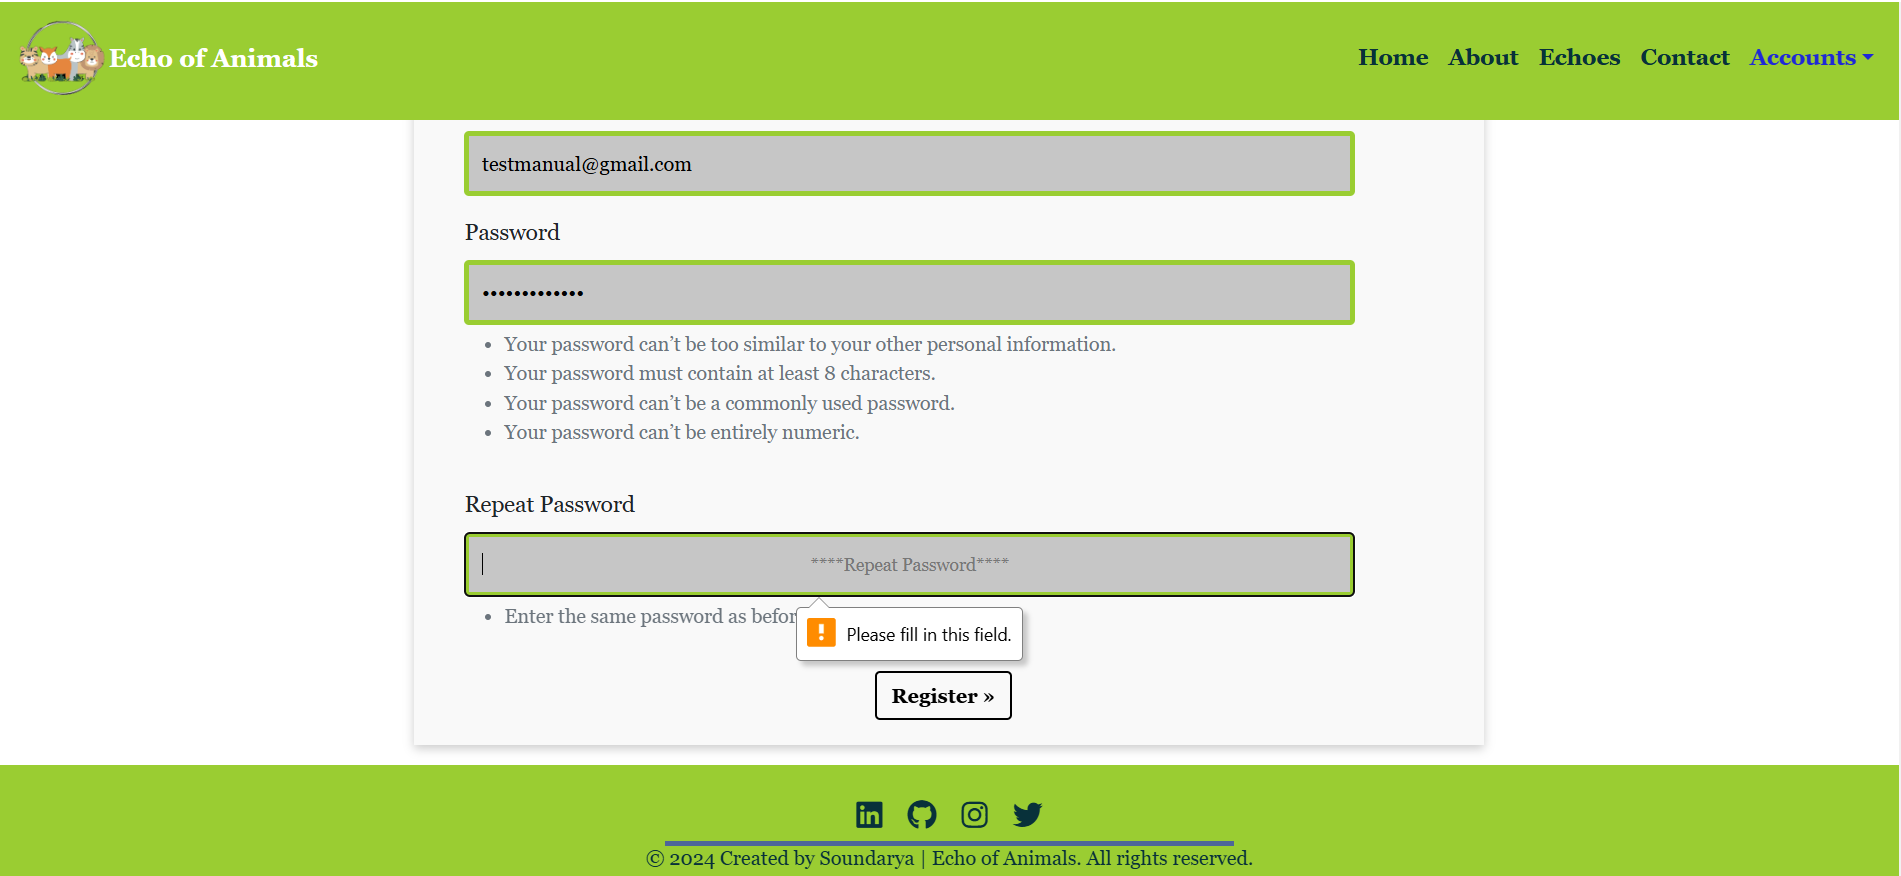 Echo of Animals
Home About Echoes Contact Accounts
testmanual@gmail.com
Password
•••••••••••••
• Your password can’t be too similar to your other personal information.
• Your password must contain at least 8 characters.
• Your password can’t be a commonly used password.
• Your password can’t be entirely numeric.
Repeat Password
****Repeat Password****
• Enter the same password as befor
Please fill in this field.
Register »
© 2024 Created by Soundarya | Echo of Animals. All rights reserved.